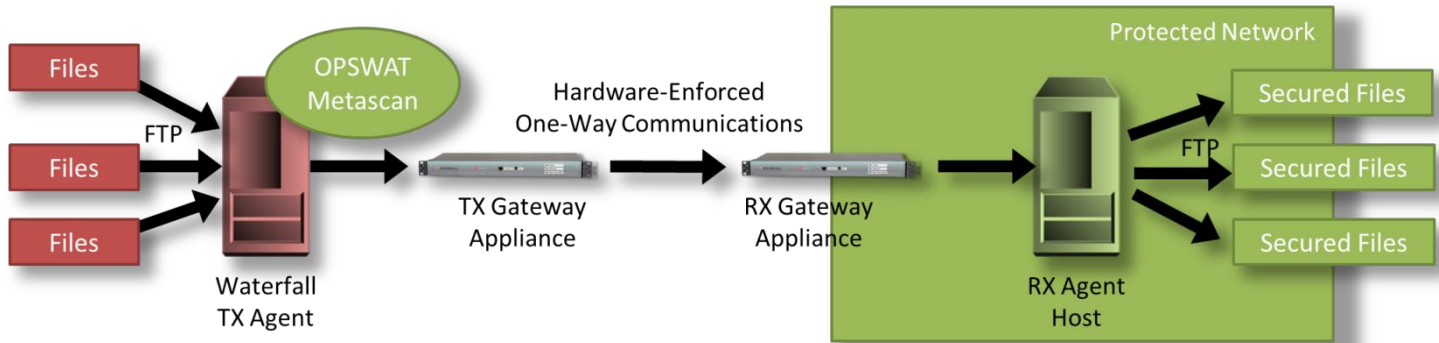 Protected Network
Files
Files
Files
FTP
OPSWAT
Metascan
Waterfall
TX Agent
Hardware-Enforced
One-Way Communications
TX Gateway
Appliance
RX Gateway
Appliance
RX Agent
Host
FTP
Secured Files
Secured Files
Secured Files